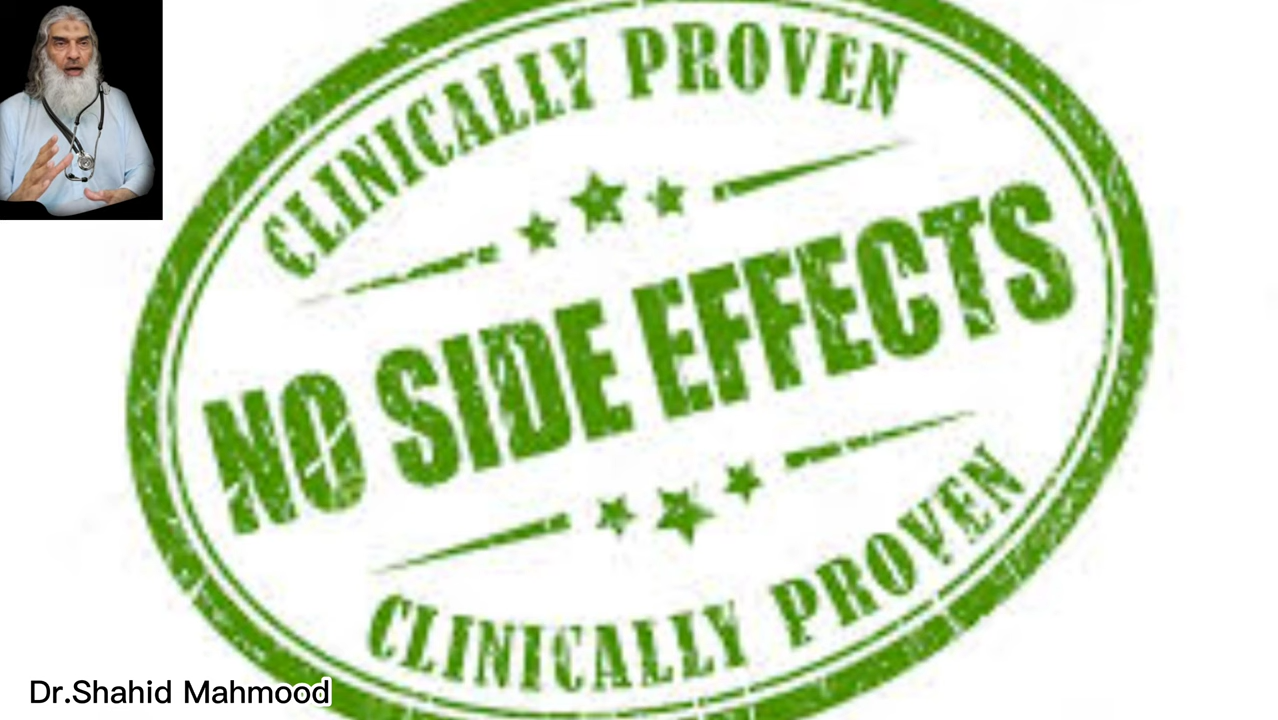 CLINICALLY PROVEN
NO SIDE EFFECTS
CLINICALLY PROVEN
Dr.Shahid Mahmood